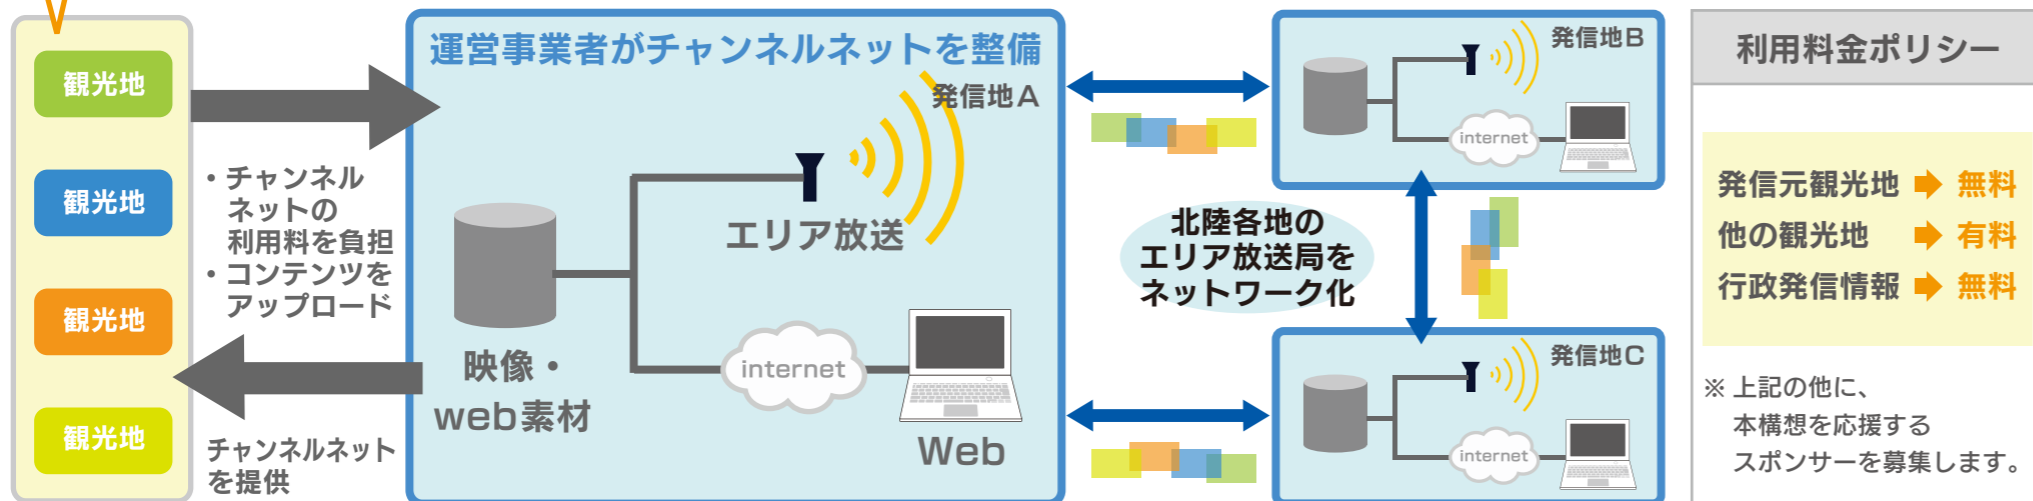 観光地
観光地
観光地
観光地
・チャンネル
ネットの
利用料を負担
・コンテンツを
アップロード
チャンネルネット
を提供
運営事業者がチャンネルネットを整備
発信地A
エリア放送
映像・
web素材
internet
Web
北陸各地の
エリア放送局を
ネットワーク化
発信地B
internet
発信地C
internet
利用料金ポリシー
発信元観光地 無料
他の観光地 有料
行政発信情報 無料
※ 上記の他に、
本構想を応援する
スポンサーを募集します。